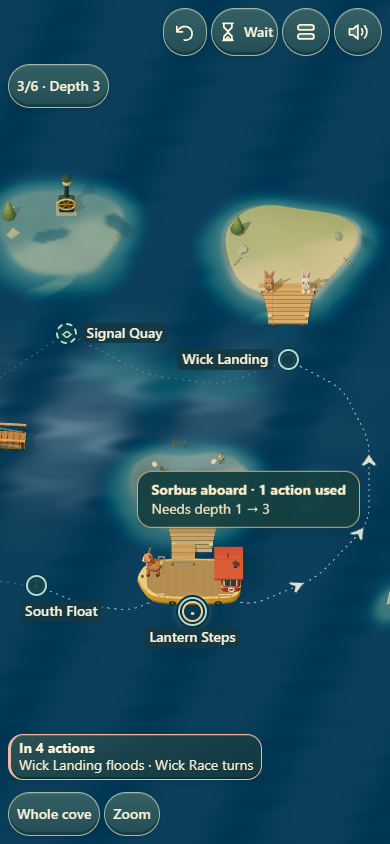 Wait
3/6 · Depth 3
Signal Quay
Wick Landing
Sorbus aboard · 1 action used
Needs depth 1 → 3
South Float
Lantern Steps
In 4 actions
Wick Landing floods · Wick Race turns
Whole cove
Zoom